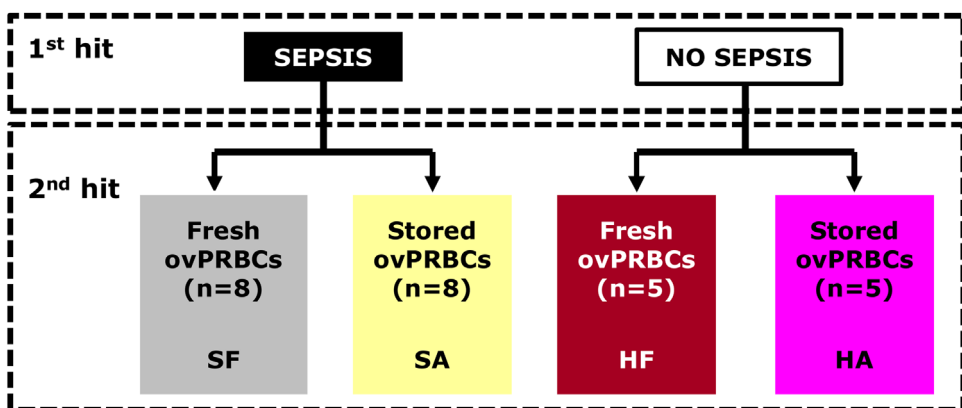 1st hit
SEPSIS
NO SEPSIS
2nd hit
Fresh
ovPRBCs
(n=8)
SF
Stored
ovPRBCs
(n=8)
SA
Fresh
ovPRBCs
(n=5)
HF
Stored
ovPRBCs
(n=5)
HA